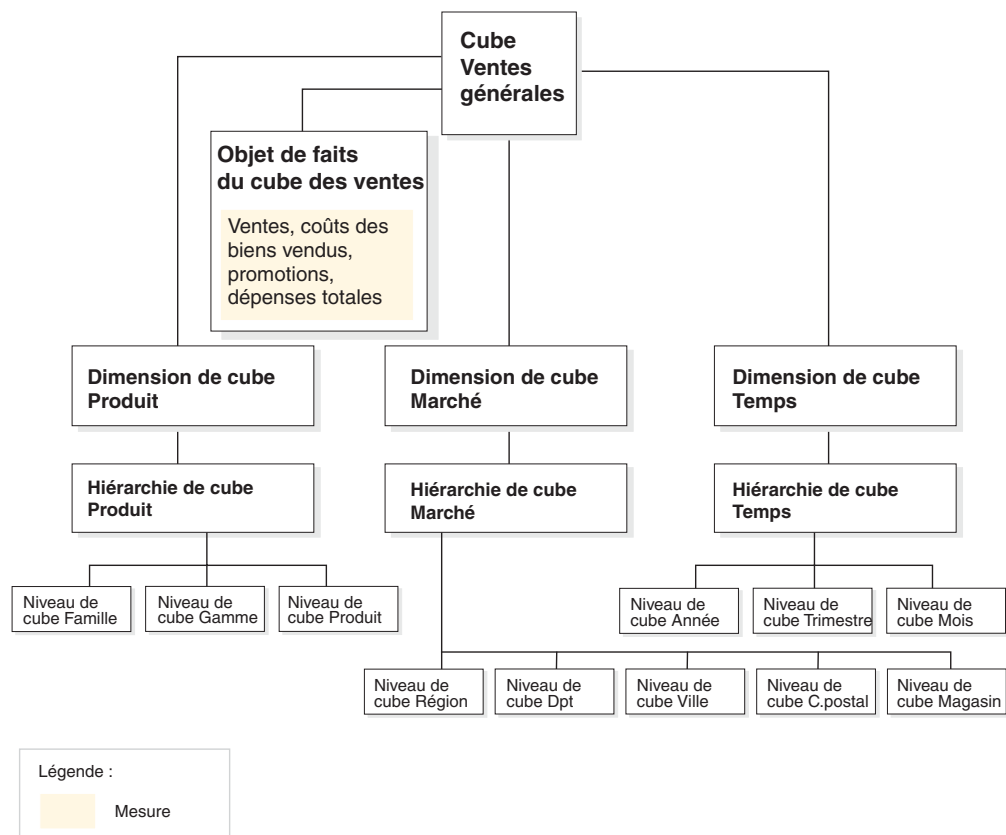 Cube
Ventes
générales
Objet de faits
du cube des ventes
Ventes, coûts des
biens vendus,
promotions,
dépenses totales
Dimension de cube
Produit
Dimension de cube
Marché
Dimension de cube
Temps
Hiérarchie de cube
Produit
Hiérarchie de cube
Marché
Hiérarchie de cube
Temps
Niveau de
cube Famille
Niveau de
cube Gamme
Niveau de
cube Produit
Niveau de
cube Année
Niveau de
cube Trimestre
Niveau de
cube Mois
Niveau de
cube Région
Niveau de
cube Dpt
Niveau de
cube Ville
Niveau de
cube C.postal
Niveau de
cube Magasin
Légende :
Mesure